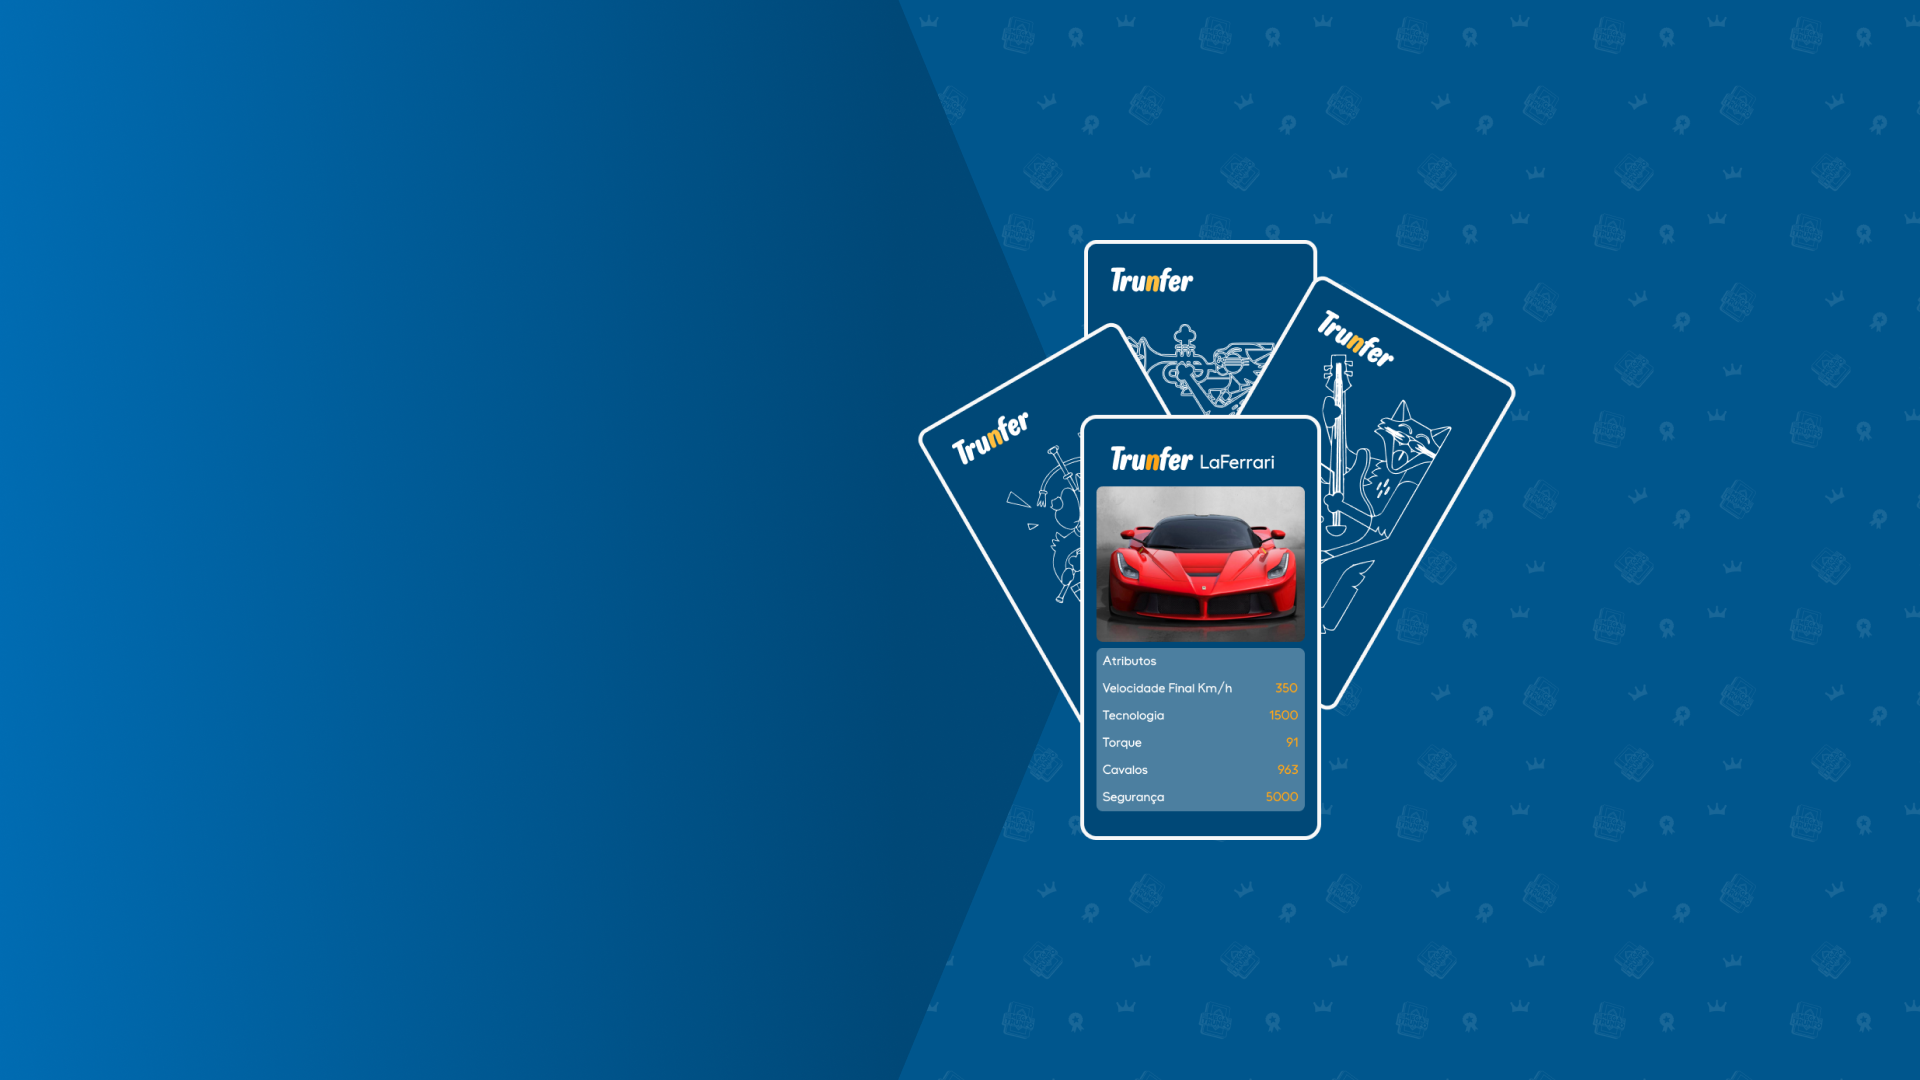 Trunfer
Trunfer
Trunfer
Trunfer LaFerrari
Atributos
Velocidade Final Km/h 350
Tecnologia 1500
Torque 91
Cavalos 963
Segurança 5000